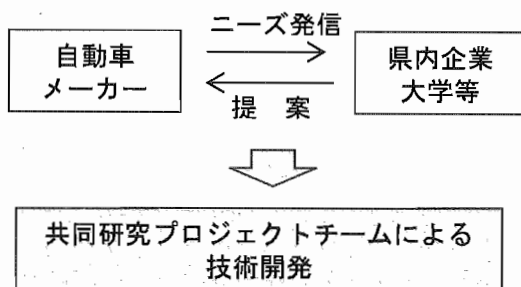 ニーズ発信
自動車
メーカー
県内企業
大学等
提 案
共同研究プロジェクトチームによる
技術開発